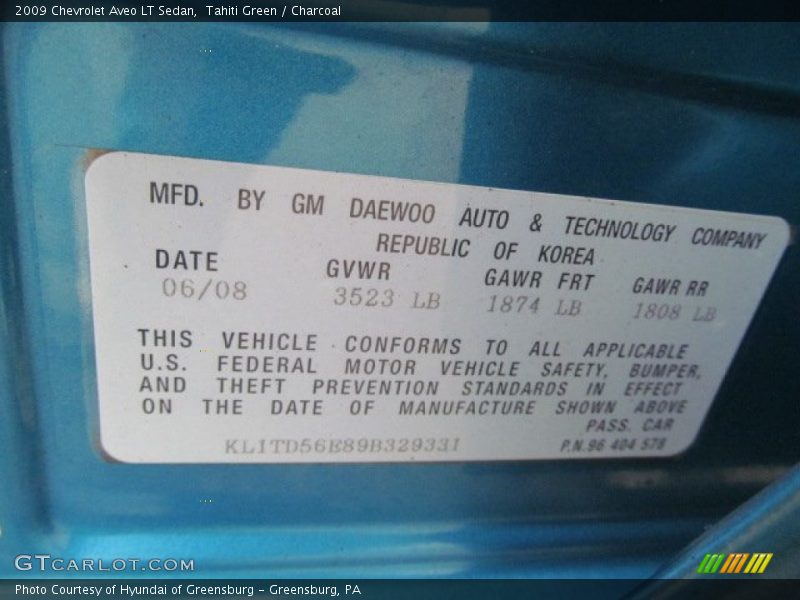 2009 Chevrolet Aveo LT Sedan, Tahiti Green / Charcoal
MFD. BY GM DAEWOO AUTO & TECHNOLOGY COMPANY
REPUBLIC OF KOREA
DATE GVWR GAWR FRT GAWR RR
06/08 3523 LB 1874 LB 1808 LB
THIS VEHICLE CONFORMS TO ALL APPLICABLE
U.S. FEDERAL MOTOR VEHICLE SAFETY, BUMPER,
AND THEFT PREVENTION STANDARDS IN EFFECT
ON THE DATE OF MANUFACTURE SHOWN ABOVE
PASS. CAR
KL1TD56E89B329331 P.N.96 404 578
GTCARLOT.COM
Photo Courtesy of Hyundai of Greensburg - Greensburg, PA